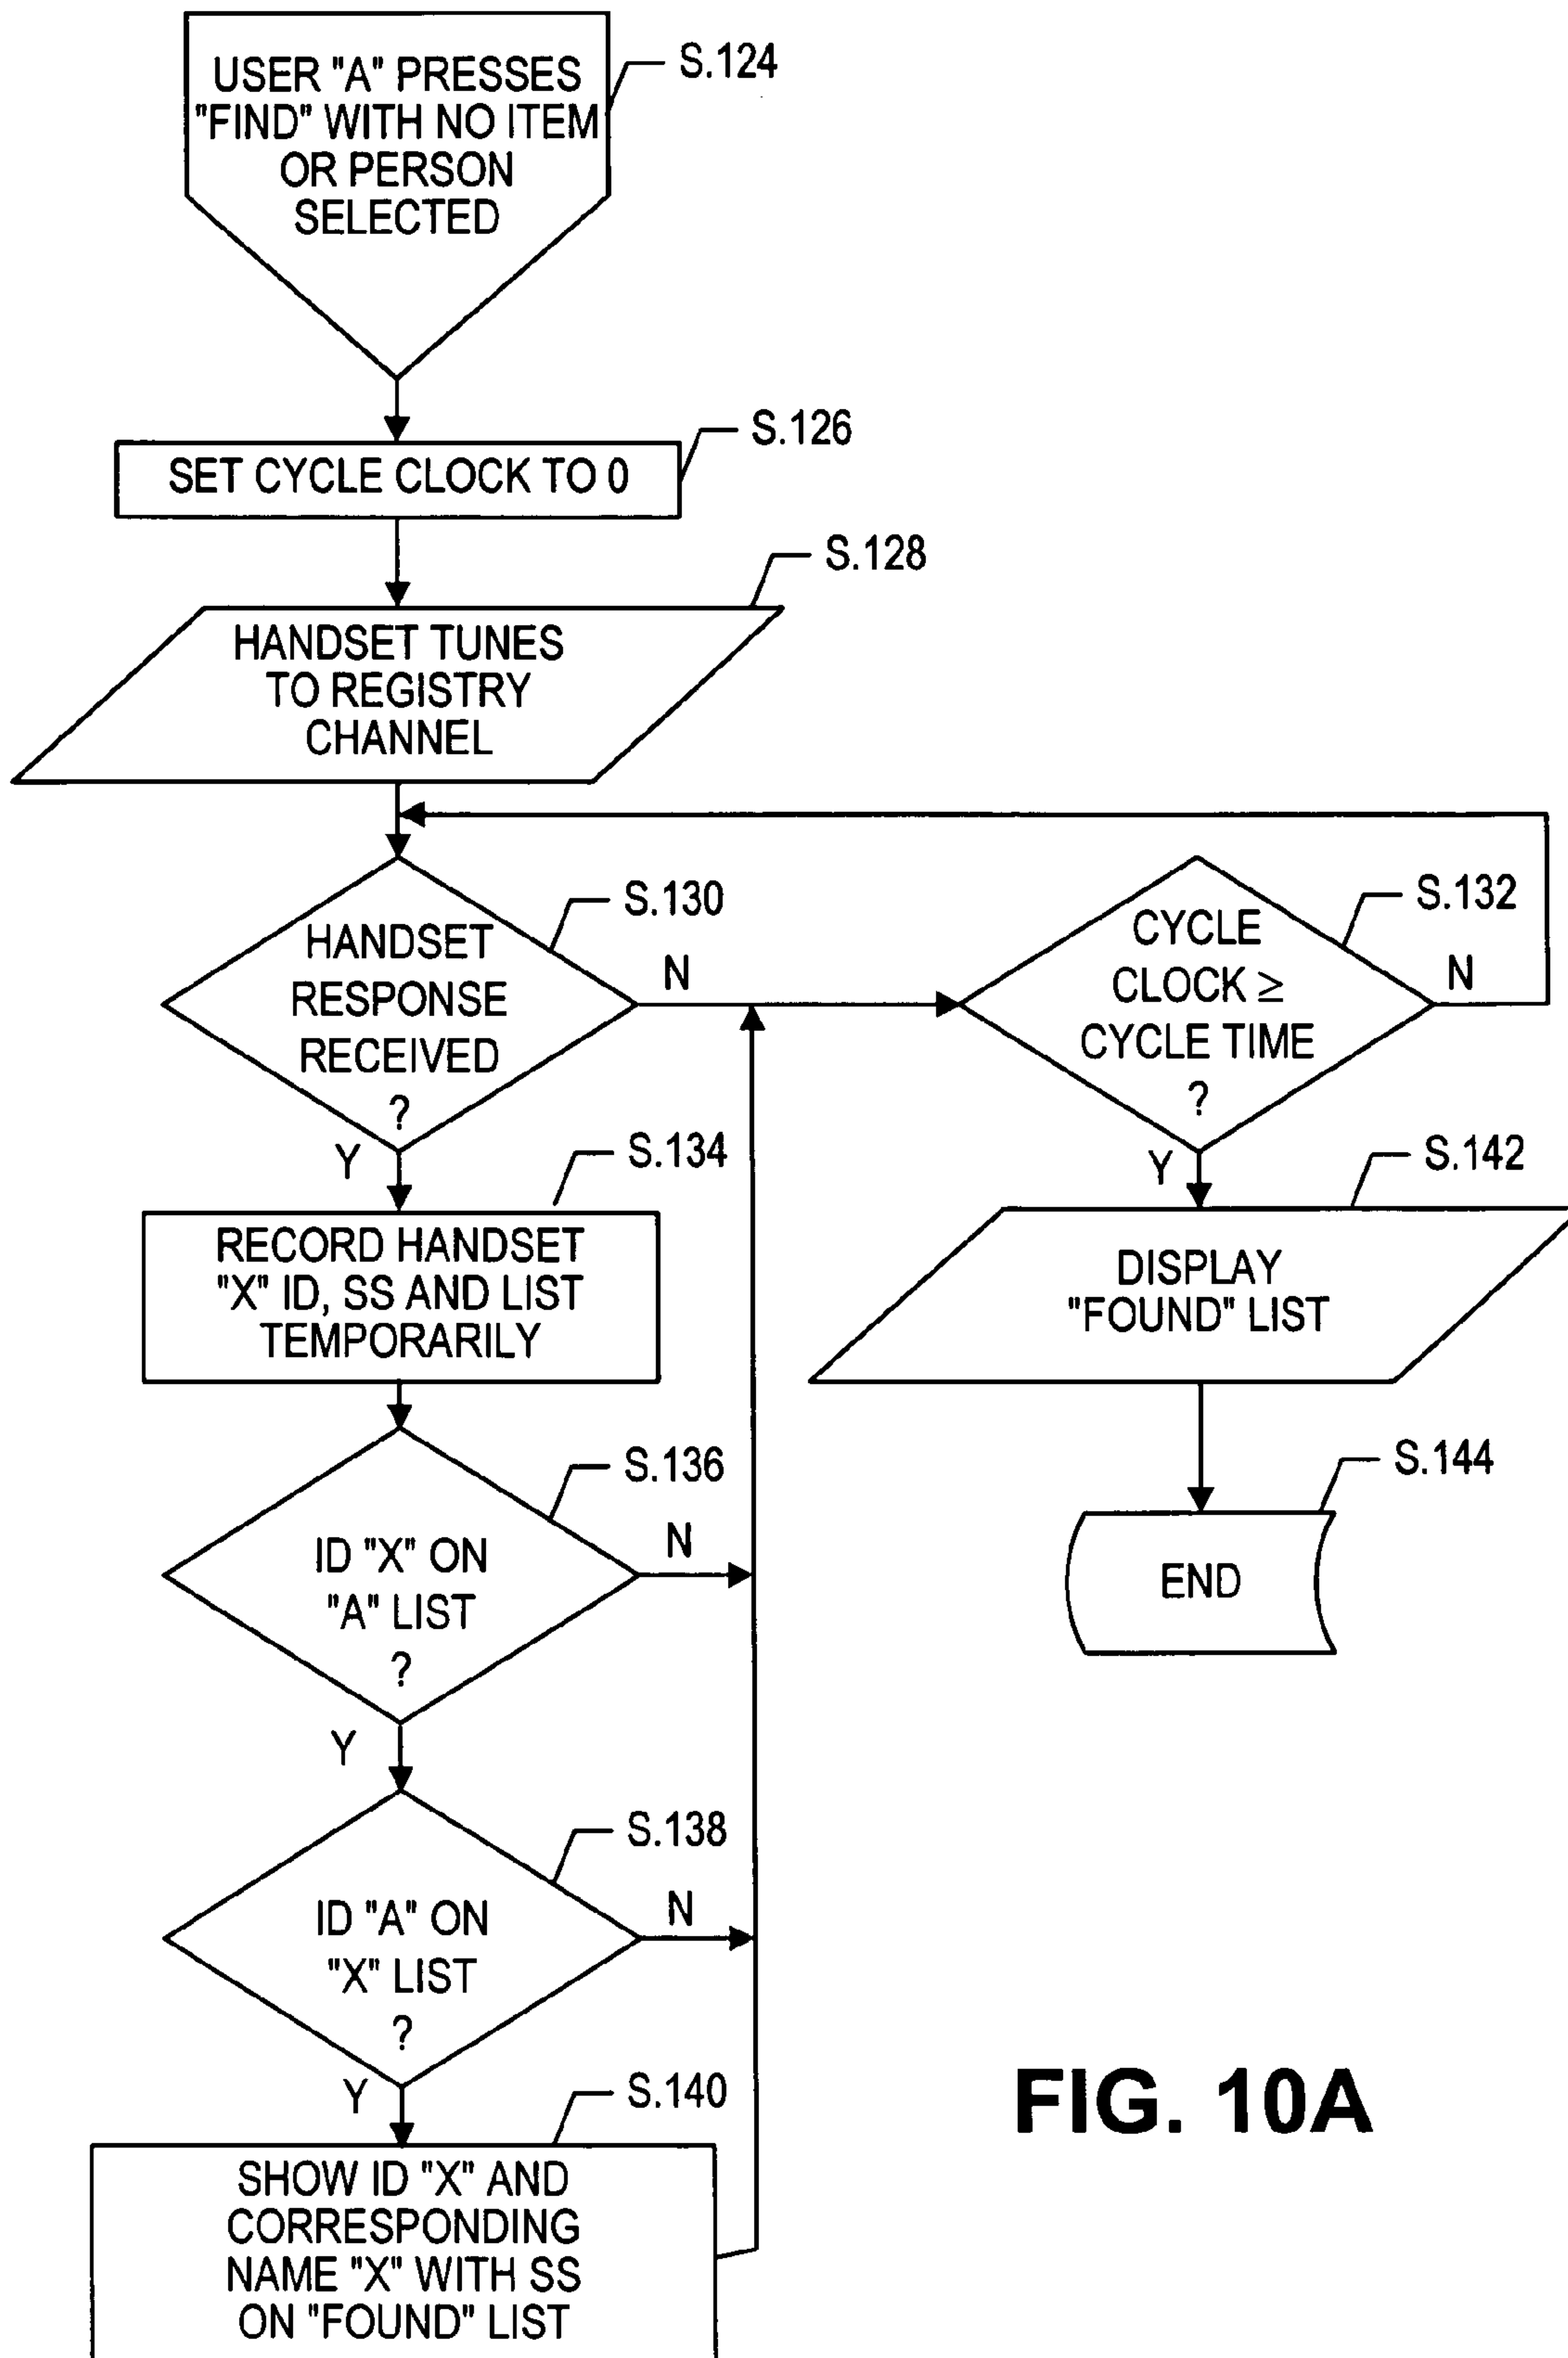 USER "A" PRESSES
"FIND" WITH NO ITEM
OR PERSON
SELECTED
S.124
SET CYCLE CLOCK TO 0
S.126
HANDSET TUNES
TO REGISTRY
CHANNEL
S.128
HANDSET
RESPONSE
RECEIVED
?
S.130
N
Y
CYCLE
CLOCK ≥
CYCLE TIME
?
S.132
N
Y
RECORD HANDSET
"X" ID, SS AND LIST
TEMPORARILY
S.134
DISPLAY
"FOUND" LIST
S.142
ID "X" ON
"A" LIST
?
S.136
N
Y
END
S.144
ID "A" ON
"X" LIST
?
S.138
N
Y
SHOW ID "X" AND
CORRESPONDING
NAME "X" WITH SS
ON "FOUND" LIST
S.140
FIG. 10A